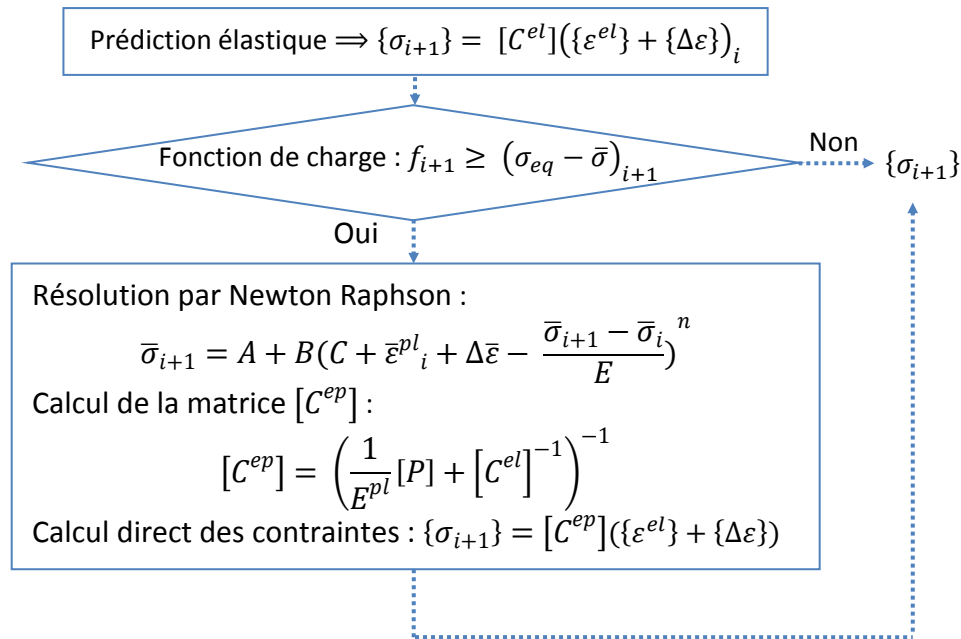 Prédiction élastique ⟹ {σ_{i+1}} = [C^{el}]({ε^{el}} + {Δε})_i
Fonction de charge : f_{i+1} ≥ (σ_{eq} − σ̅)_{i+1}
Non
{σ_{i+1}}
Oui
Résolution par Newton Raphson :
σ̅_{i+1} = A + B(C + ε̅^{pl}_i + Δε̅ − \frac{σ̅_{i+1} − σ̅_i}{E})^n
Calcul de la matrice [C^{ep}] :
[C^{ep}] = (\frac{1}{E^{pl}}[P] + [C^{el}]^{−1})^{−1}
Calcul direct des contraintes : {σ_{i+1}} = [C^{ep}]({ε^{el}} + {Δε})